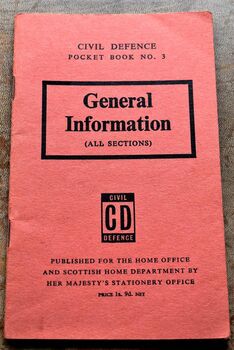 CIVIL DEFENCE
POCKET BOOK NO. 3
General
Information
(ALL SECTIONS)
CIVIL
CD
DEFENCE
PUBLISHED FOR THE HOME OFFICE
AND SCOTTISH HOME DEPARTMENT BY
HER MAJESTY'S STATIONERY OFFICE
PRICE 1s. 9d. NET